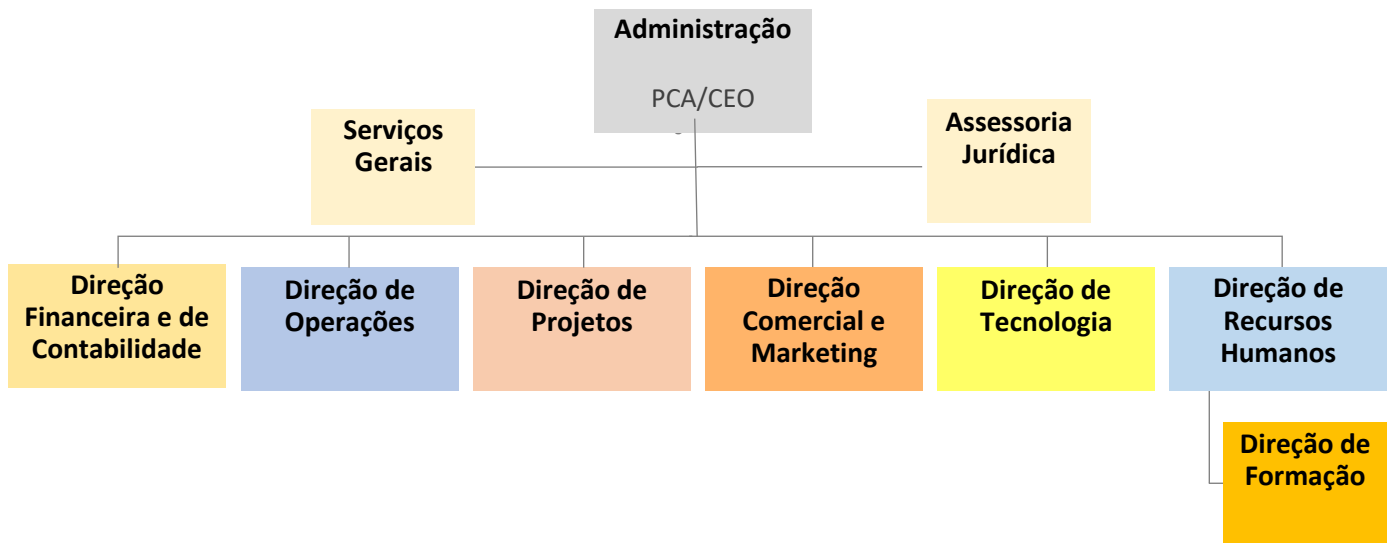 Administração
PCA/CEO
Serviços
Gerais
Assessoria
Jurídica
Direção
Financeira e de
Contabilidade
Direção de
Operações
Direção de
Projetos
Direção
Comercial e
Marketing
Direção de
Tecnologia
Direção de
Recursos
Humanos
Direção de
Formação